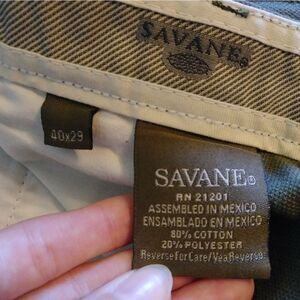 SAVANE®
40x29
SAVANE®
RN 21201
ASSEMBLED IN MEXICO
ENSAMBLADO EN MEXICO
80% COTTON
20% POLYESTER
Reverse for Care/Vea Reverso